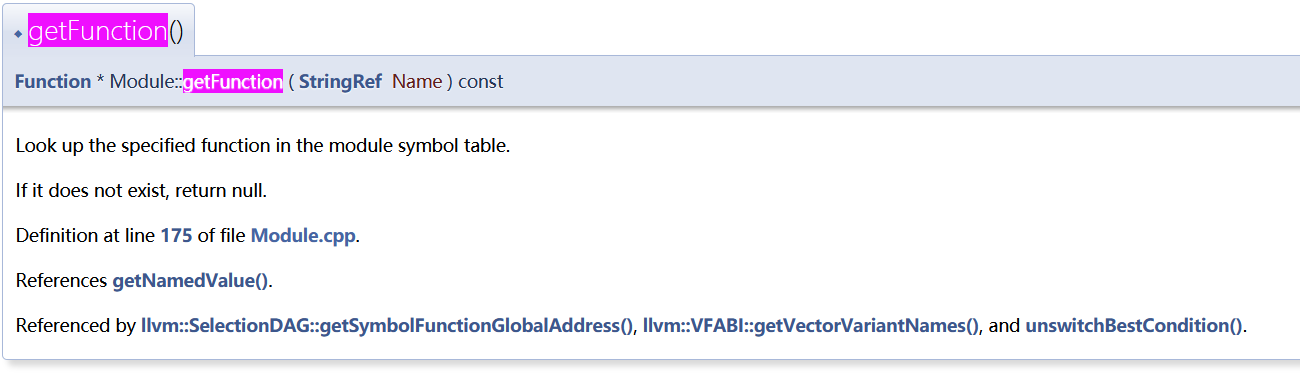 ◆ getFunction()
Function * Module::getFunction ( StringRef Name ) const
Look up the specified function in the module symbol table.
If it does not exist, return null.
Definition at line 175 of file Module.cpp.
References getNamedValue().
Referenced by llvm::SelectionDAG::getSymbolFunctionGlobalAddress(), llvm::VFABI::getVectorVariantNames(), and unswitchBestCondition().